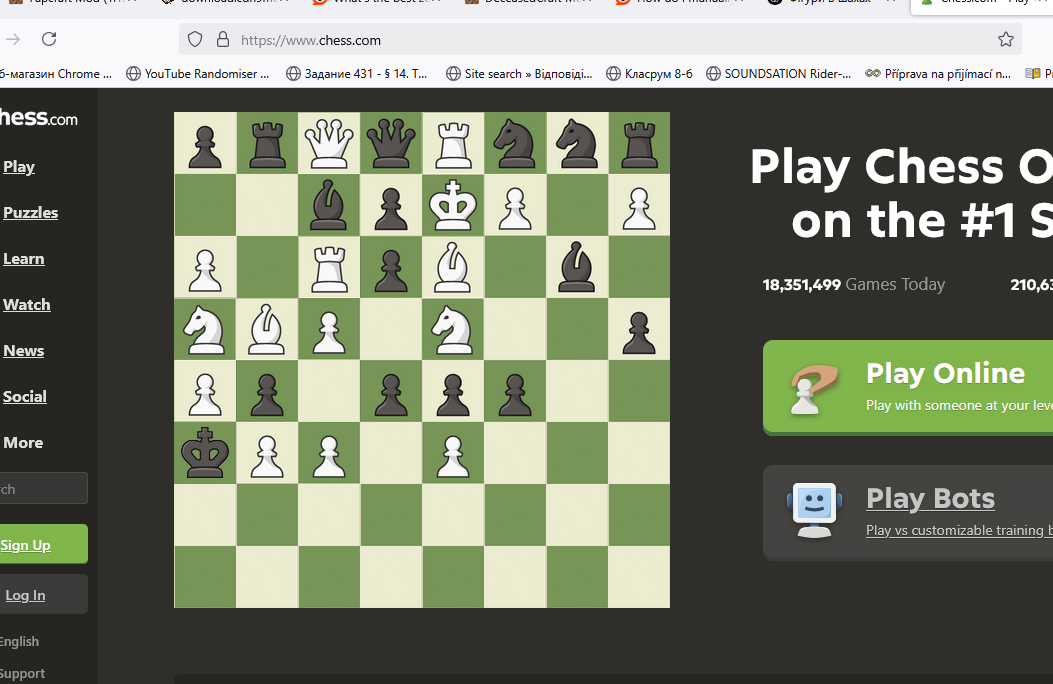 https://www.chess.com
б-магазин Chrome ...
YouTube Randomiser ...
Задание 431 - § 14. Т...
Site search » Відповіді...
Класрум 8-б
SOUNDSATION Rider-...
Příprava na přijímací n...
hess.com
Play
Puzzles
Learn
Watch
News
Social
More
rch
Sign Up
Log In
English
Support
Play Chess O
on the #1 S
18,351,499 Games Today
210,63
Play Online
Play with someone at your leve
Play Bots
Play vs customizable training b